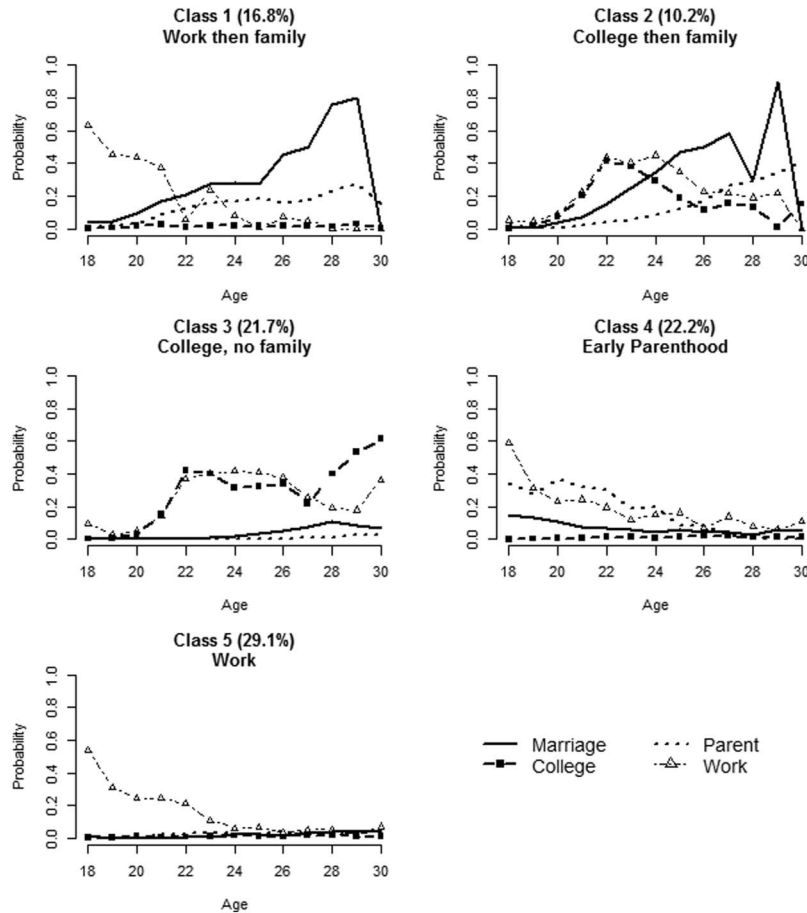 Class 1 (16.8%)
Work then family
Probability
0.0 0.2 0.4 0.6 0.8 1.0
18 20 22 24 26 28 30
Age
Class 2 (10.2%)
College then family
Probability
0.0 0.2 0.4 0.6 0.8 1.0
18 20 22 24 26 28 30
Age
Class 3 (21.7%)
College, no family
Probability
0.0 0.2 0.4 0.6 0.8 1.0
18 20 22 24 26 28 30
Age
Class 4 (22.2%)
Early Parenthood
Probability
0.0 0.2 0.4 0.6 0.8 1.0
18 20 22 24 26 28 30
Age
Class 5 (29.1%)
Work
Probability
0.0 0.2 0.4 0.6 0.8 1.0
18 20 22 24 26 28 30
Age
Marriage Parent
College Work